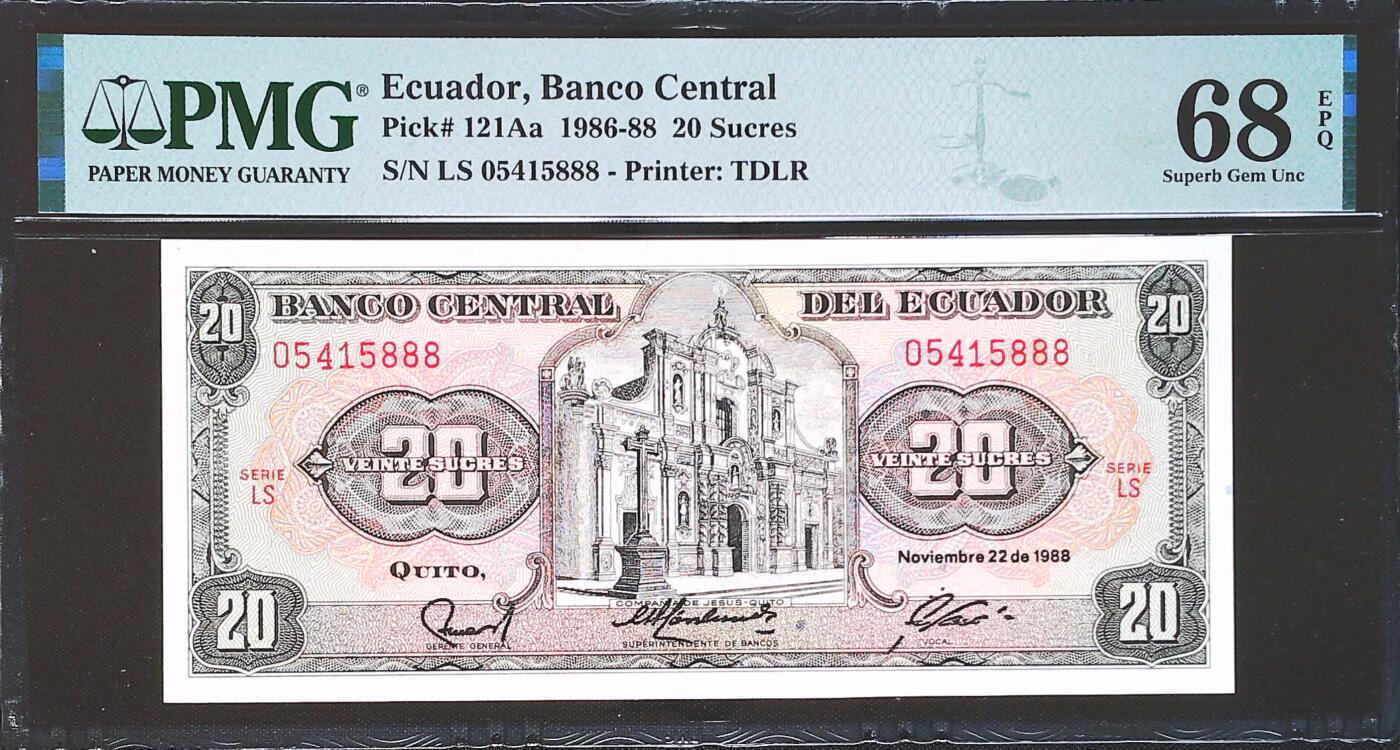 PMG®
PAPER MONEY GUARANTY
Ecuador, Banco Central
Pick# 121Aa 1986-88 20 Sucres
S/N LS 05415888 - Printer: TDLR
68
EPQ
Superb Gem Unc
20
BANCO CENTRAL DEL ECUADOR
20
05415888
05415888
20
VEINTE SUCRES
20
VEINTE SUCRES
SERIE
LS
SERIE
LS
Noviembre 22 de 1988
QUITO,
20
20
COMPAÑIA DE JESUS-QUITO
GERENTE GENERAL
SUPERINTENDENTE DE BANCOS
VOCAL